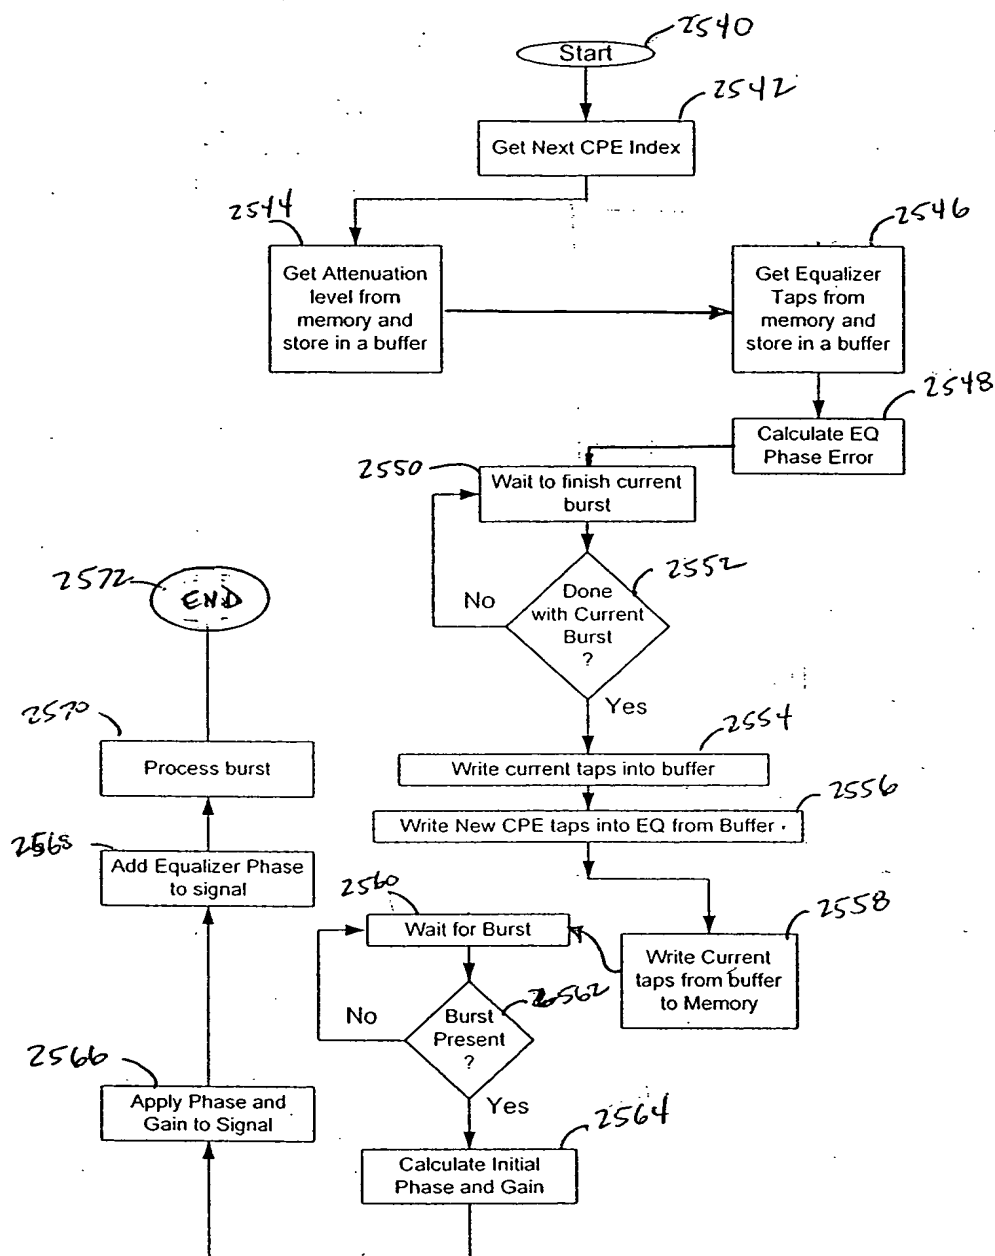 2540
Start
2542
Get Next CPE Index
2544
Get Attenuation
level from
memory and
store in a buffer
2546
Get Equalizer
Taps from
memory and
store in a buffer
2548
Calculate EQ
Phase Error
2550
Wait to finish current
burst
2552
Done
with Current
Burst
?
No
Yes
2554
Write current taps into buffer
2556
Write New CPE taps into EQ from Buffer
2558
Write Current
taps from buffer
to Memory
2560
Wait for Burst
2562
Burst
Present
?
No
Yes
2564
Calculate Initial
Phase and Gain
2566
Apply Phase and
Gain to Signal
2568
Add Equalizer Phase
to signal
2570
Process burst
2572
END